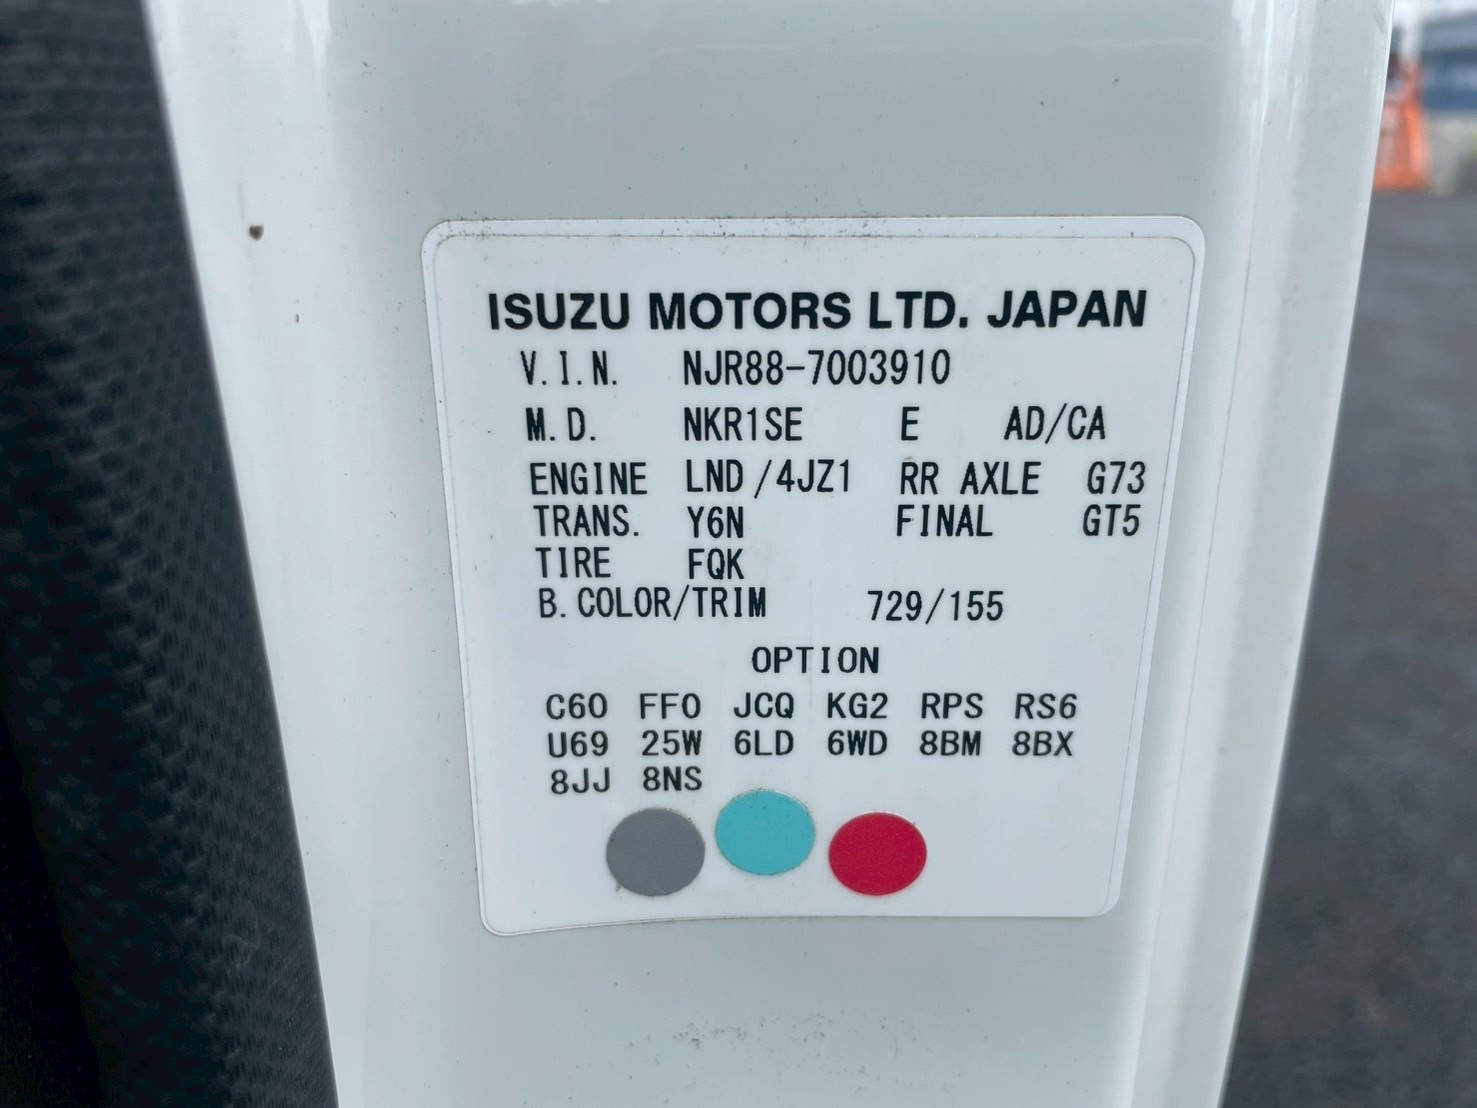 ISUZU MOTORS LTD. JAPAN
V.I.N. NJR88-7003910
M.D. NKR1SE E AD/CA
ENGINE LND/4JZ1 RR AXLE G73
TRANS. Y6N FINAL GT5
TIRE FQK
B.COLOR/TRIM 729/155
OPTION
C60 FF0 JCQ KG2 RPS RS6
U69 25W 6LD 6WD 8BM 8BX
8JJ 8NS